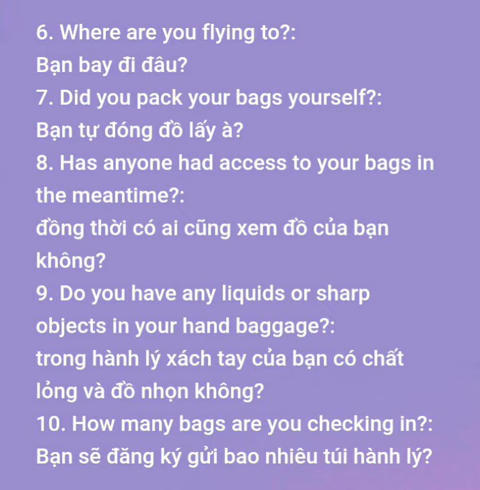 6. Where are you flying to?:
Bạn bay đi đâu?
7. Did you pack your bags yourself?:
Bạn tự đóng đồ lấy à?
8. Has anyone had access to your bags in
the meantime?:
đồng thời có ai cũng xem đồ của bạn
không?
9. Do you have any liquids or sharp
objects in your hand baggage?:
trong hành lý xách tay của bạn có chất
lỏng và đồ nhọn không?
10. How many bags are you checking in?:
Bạn sẽ đăng ký gửi bao nhiêu túi hành lý?